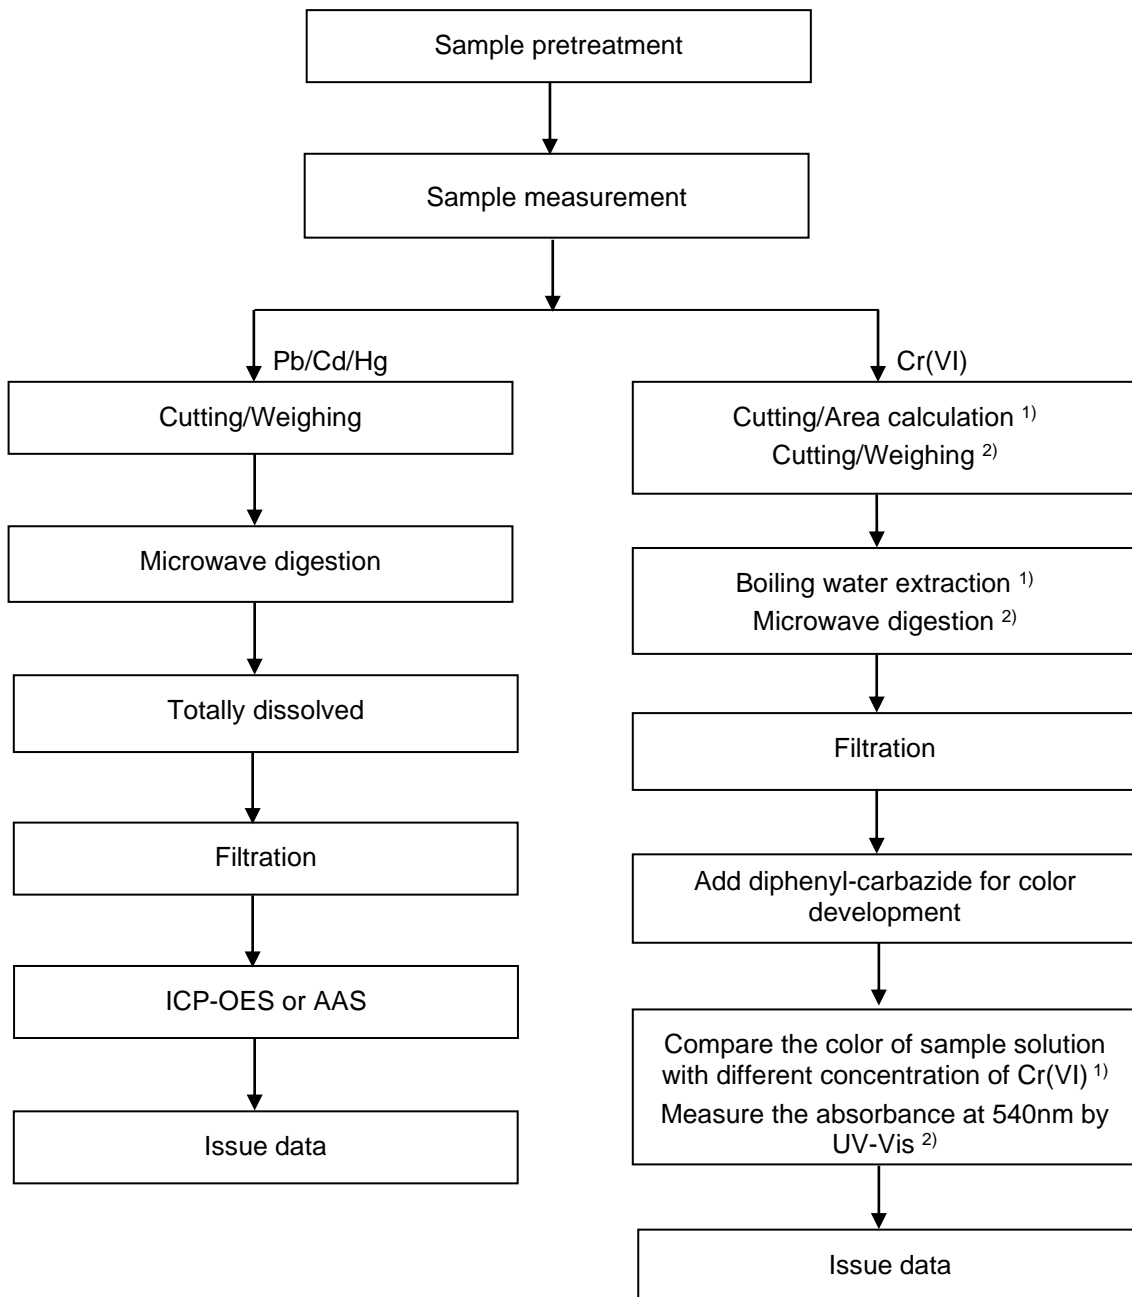 Sample pretreatment
Sample measurement
Pb/Cd/Hg
Cutting/Weighing
Microwave digestion
Totally dissolved
Filtration
ICP-OES or AAS
Issue data
Cr(VI)
Cutting/Area calculation 1)
Cutting/Weighing 2)
Boiling water extraction 1)
Microwave digestion 2)
Filtration
Add diphenyl-carbazide for color
development
Compare the color of sample solution
with different concentration of Cr(VI) 1)
Measure the absorbance at 540nm by
UV-Vis 2)
Issue data